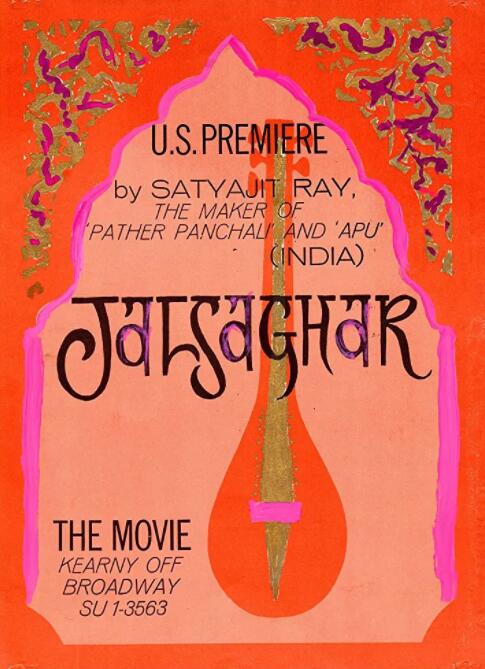 U.S. PREMIERE
by SATYAJIT RAY,
THE MAKER OF
'PATHER PANCHALI' AND 'APU'
(INDIA)
JaLSaGHaR
THE MOVIE
KEARNY OFF
BROADWAY
SU 1-3563